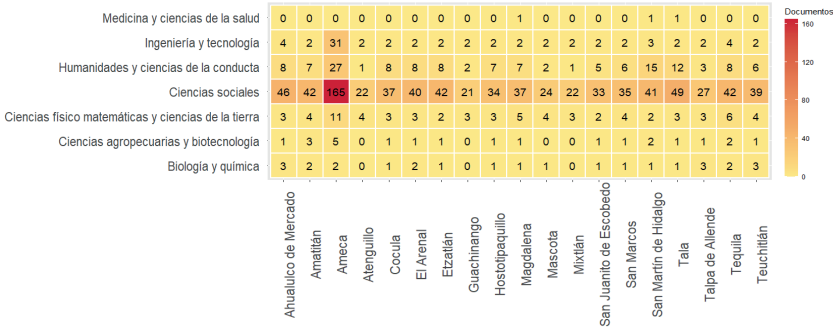 Documentos
Medicina y ciencias de la salud 0 0 0 0 0 0 0 0 0 1 0 0 0 0 1 1 0 0 0
Ingeniería y tecnología 4 2 31 2 2 2 2 2 2 2 2 2 2 2 3 2 2 4 2
Humanidades y ciencias de la conducta 8 7 27 1 8 8 8 2 7 7 2 1 5 6 15 12 3 8 6
Ciencias sociales 46 42 165 22 37 40 42 21 34 37 24 22 33 35 41 49 27 42 39
Ciencias físico matemáticas y ciencias de la tierra 3 4 11 4 3 3 2 3 3 5 4 3 2 4 2 3 3 6 4
Ciencias agropecuarias y biotecnología 1 3 5 0 1 1 1 0 1 1 0 0 1 1 2 1 1 2 1
Biología y química 3 2 2 0 1 2 1 0 1 1 1 0 1 1 1 1 3 2 3
160
120
80
40
0
Ahualulco de Mercado
Amatitán
Ameca
Atenguillo
Cocula
El Arenal
Etzatlán
Guachinango
Hostotipaquillo
Magdalena
Mascota
Mixtlán
San Juanito de Escobedo
San Marcos
San Martín de Hidalgo
Tala
Talpa de Allende
Tequila
Teuchitlán